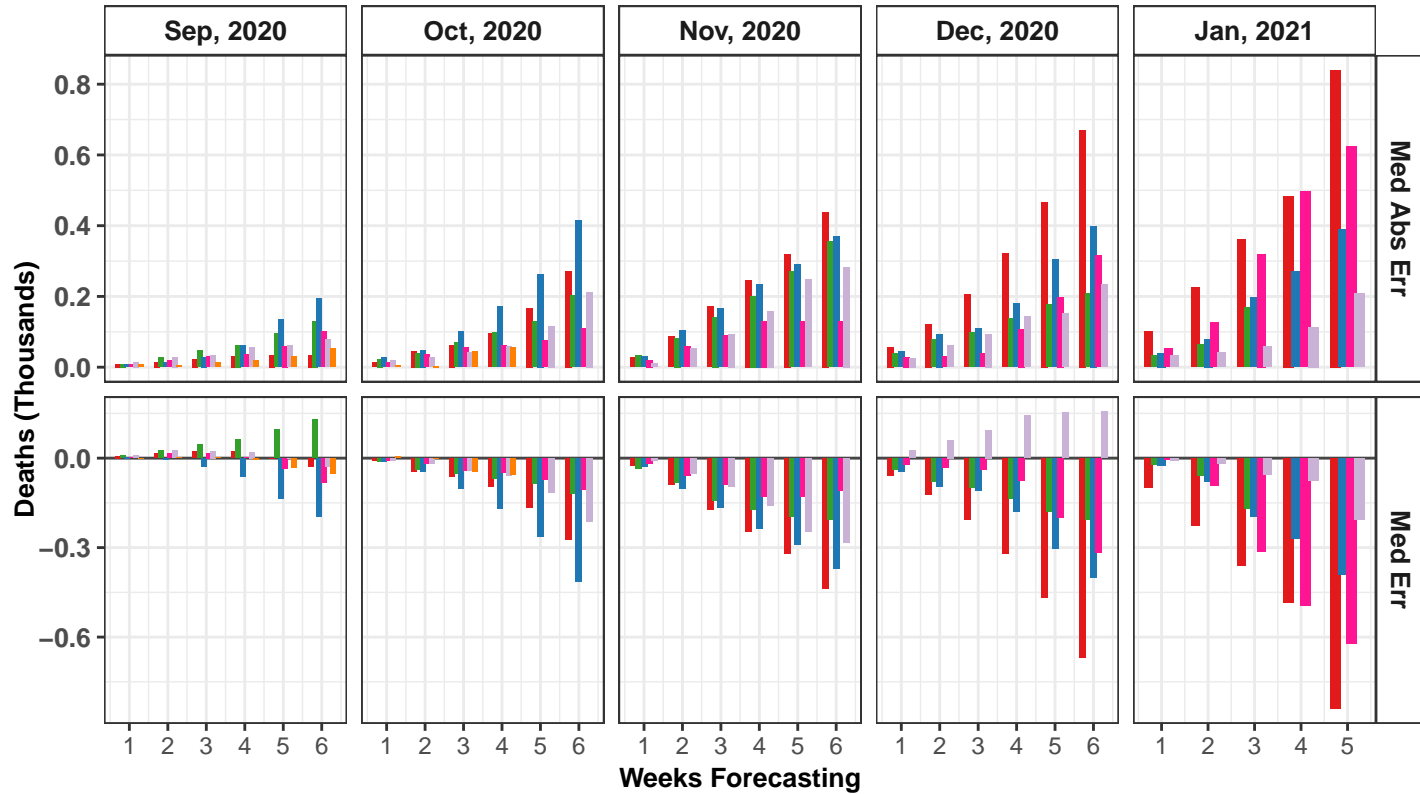 Sep, 2020 Oct, 2020 Nov, 2020 Dec, 2020 Jan, 2021
Deaths (Thousands)
0.8
0.6
0.4
0.2
0.0
Med Abs Err
0.0
−0.3
−0.6
Med Err
1 2 3 4 5 6 1 2 3 4 5 6 1 2 3 4 5 6 1 2 3 4 5 6 1 2 3 4 5
Weeks Forecasting